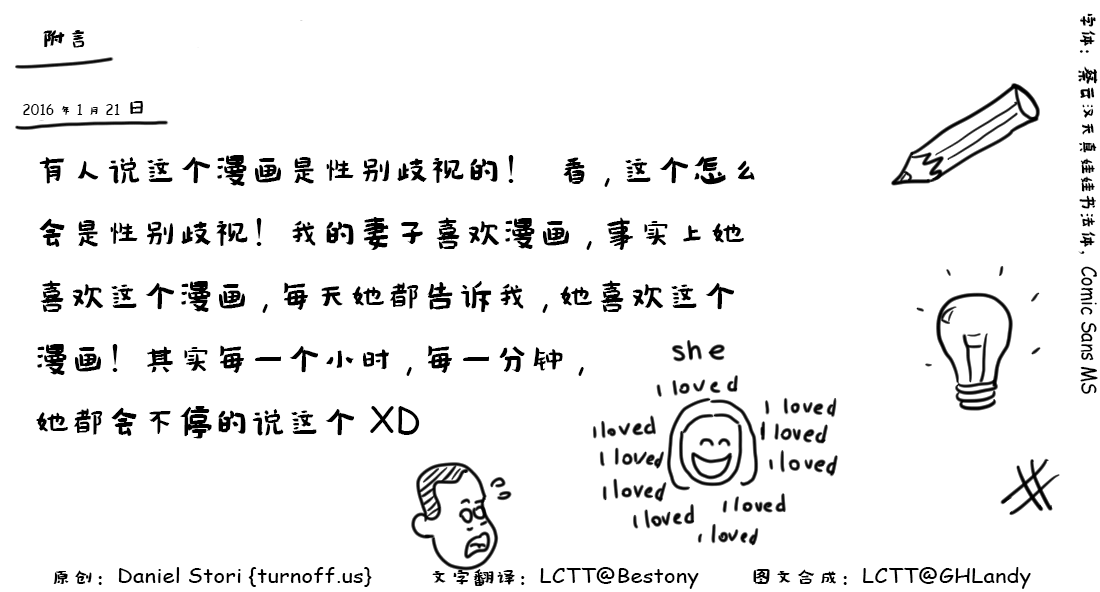 附言
2016 年 1 月 21 日
有人说这个漫画是性别歧视的! 看,这个怎么
会是性别歧视! 我的妻子喜欢漫画,事实上她
喜欢这个漫画,每天她都告诉我,她喜欢这个
漫画! 其实每一个小时,每一分钟,
她都会不停的说这个 XD
she
I loved
I loved
I loved
I loved
I loved
I loved
I loved
I loved
I loved
I loved
I loved
原创: Daniel Stori {turnoff.us}
文字翻译: LCTT@Bestony
图文合成: LCTT@GHLandy
字体: 蔡云汉天真娃娃书法体, Comic Sans MS